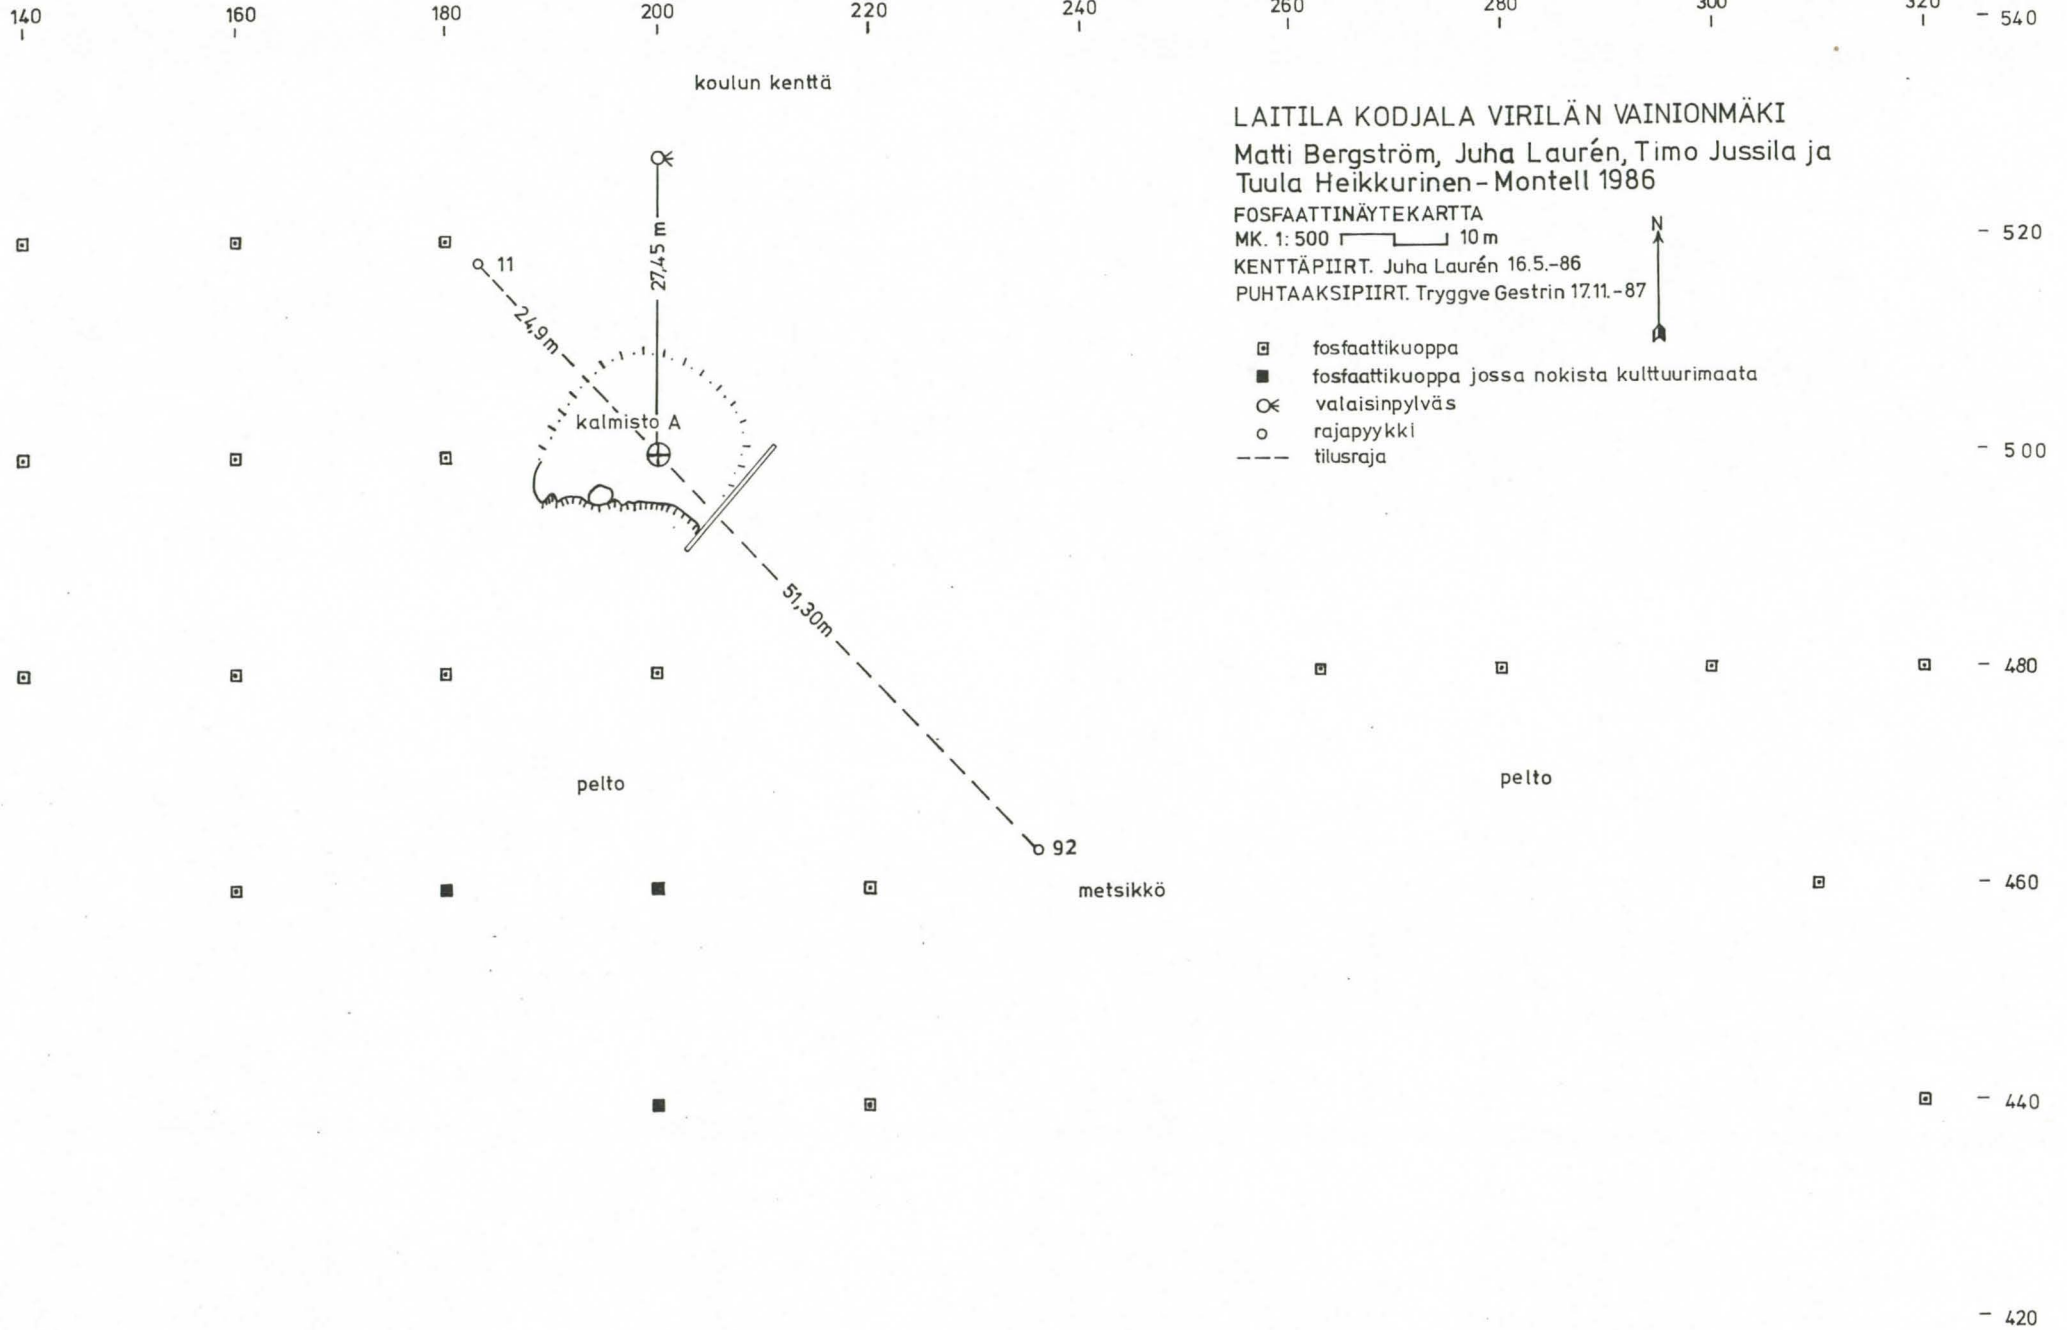 140 160 180 200 220 240 260 280 300 320
540
koulun kenttä
LAITILA KODJALA VIRILÄN VAINIONMÄKI
Matti Bergström, Juha Laurén, Timo Jussila ja
Tuula Heikkurinen-Montell 1986
FOSFAATTINÄYTEKARTTA
MK. 1:500 10 m
KENTTÄPIIRT. Juha Laurén 16.5.-86
PUHTAAKSIPIIRT. Tryggve Gestrin 17.11.-87
N
fosfaattikuoppa
fosfaattikuoppa jossa nokista kulttuurimaata
valaisinpylväs
rajapyykki
tilusraja
520
27,45 m
11
24,9 m
kalmisto A
500
51,30m
480
pelto
pelto
92
metsikkö
460
440
420